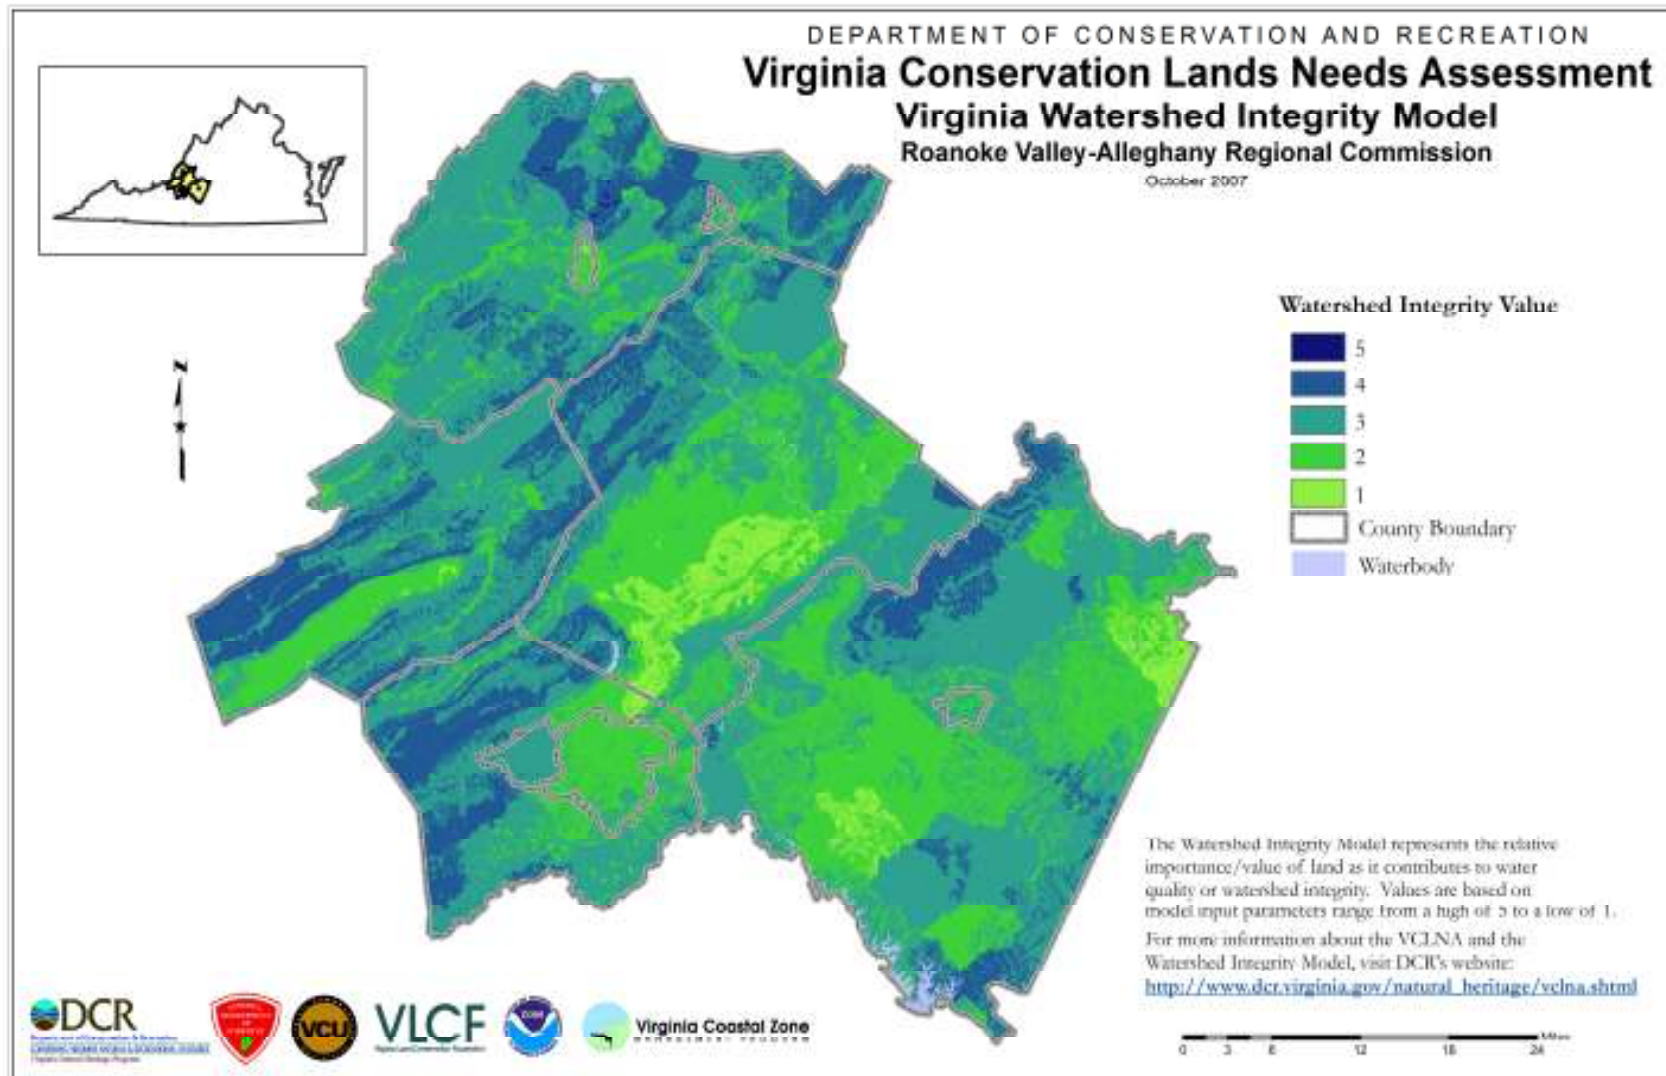 DEPARTMENT OF CONSERVATION AND RECREATION
Virginia Conservation Lands Needs Assessment
Virginia Watershed Integrity Model
Roanoke Valley-Alleghany Regional Commission
October 2007
N
Watershed Integrity Value
5
4
3
2
1
County Boundary
Waterbody
The Watershed Integrity Model represents the relative
importance/value of land as it contributes to water
quality or watershed integrity. Values are based on
model input parameters range from a high of 5 to a low of 1.
For more information about the VCLNA and the
Watershed Integrity Model, visit DCR's website:
http://www.dcr.virginia.gov/natural_heritage/vclna.shtml
DCR
VCU
VLCF
Virginia Coastal Zone
0 3 6 12 18 24